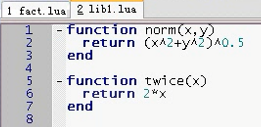 1 fact.lua 2 lib1.lua
1 -function norm(x,y)
2 return (x^2+y^2)^0.5
3 end
4
5 -function twice(x)
6 return 2*x
7 end
8